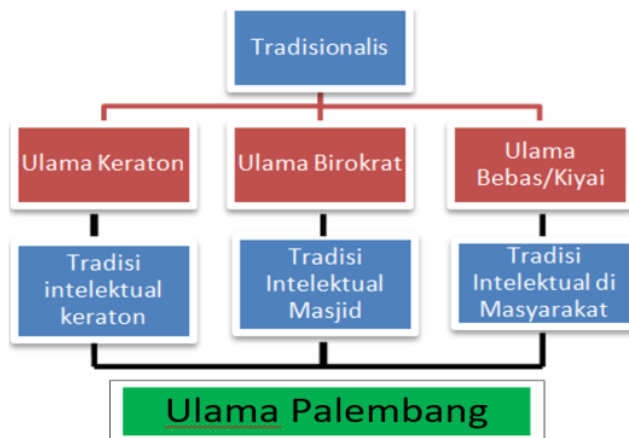 Tradisionalis
Ulama Keraton
Ulama Birokrat
Ulama
Bebas/Kiyai
Tradisi
intelektual
keraton
Tradisi
Intelektual
Masjid
Tradisi
Intelektual di
Masyarakat
Ulama Palembang